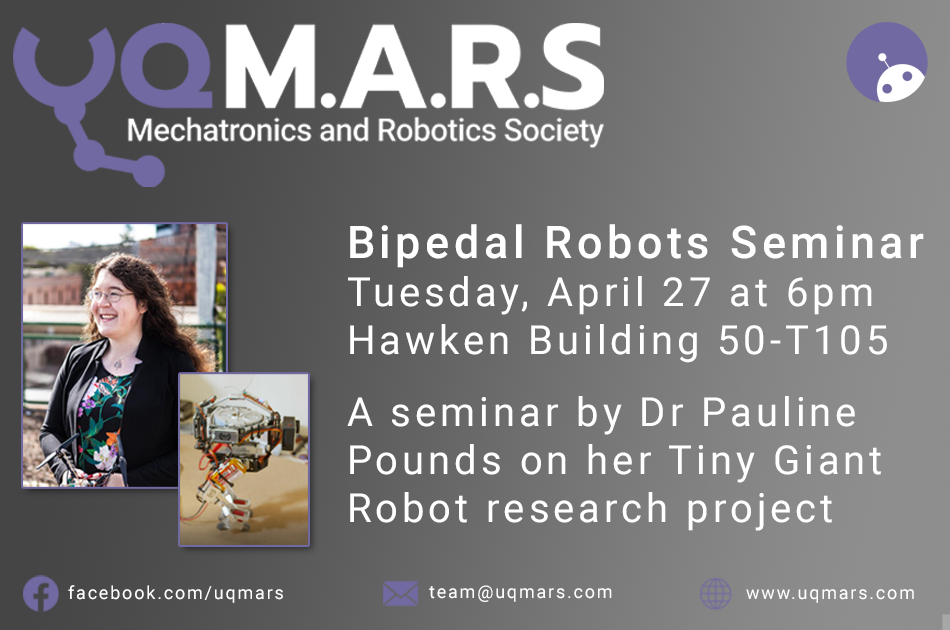 UQM.A.R.S
Mechatronics and Robotics Society
Bipedal Robots Seminar
Tuesday, April 27 at 6pm
Hawken Building 50-T105
A seminar by Dr Pauline
Pounds on her Tiny Giant
Robot research project
facebook.com/uqmars
team@uqmars.com
www.uqmars.com